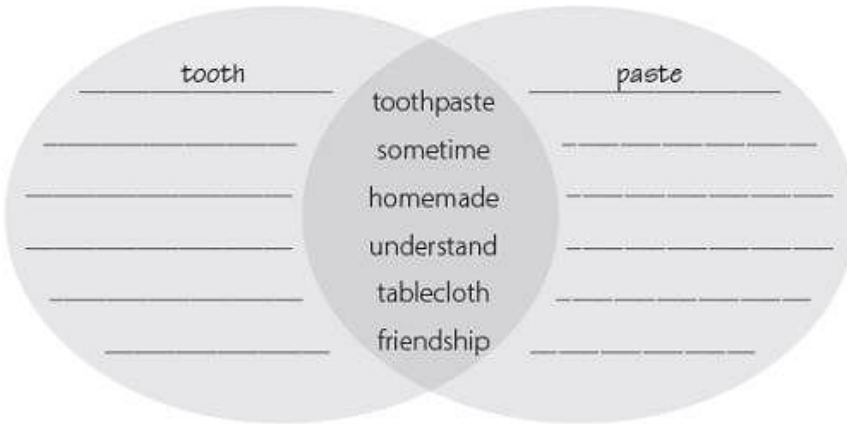 tooth
paste
toothpaste
sometime
homemade
understand
tablecloth
friendship